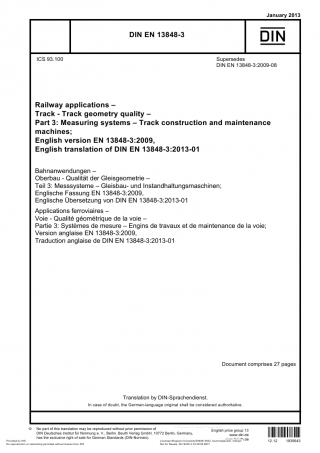 January 2013
DIN EN 13848-3
DIN
ICS 93.100
Supersedes
DIN EN 13848-3:2009-08
Railway applications –
Track - Track geometry quality –
Part 3: Measuring systems – Track construction and maintenance
machines;
English version EN 13848-3:2009,
English translation of DIN EN 13848-3:2013-01
Bahnanwendungen –
Oberbau - Qualität der Gleisgeometrie –
Teil 3: Messsysteme – Gleisbau- und Instandhaltungsmaschinen;
Englische Fassung EN 13848-3:2009,
Englische Übersetzung von DIN EN 13848-3:2013-01
Applications ferroviaires –
Voie - Qualité géométrique de la voie –
Partie 3: Systèmes de mesure – Engins de travaux et de maintenance de la voie;
Version anglaise EN 13848-3:2009,
Traduction anglaise de DIN EN 13848-3:2013-01
Document comprises 27 pages
Translation by DIN-Sprachendienst.
In case of doubt, the German-language original shall be considered authoritative.
© No part of this translation may be reproduced without prior permission of
DIN Deutsches Institut für Normung e. V., Berlin. Beuth Verlag GmbH, 10772 Berlin, Germany,
has the exclusive right of sale for German Standards (DIN-Normen).
English price group 13
www.din.de
12.12